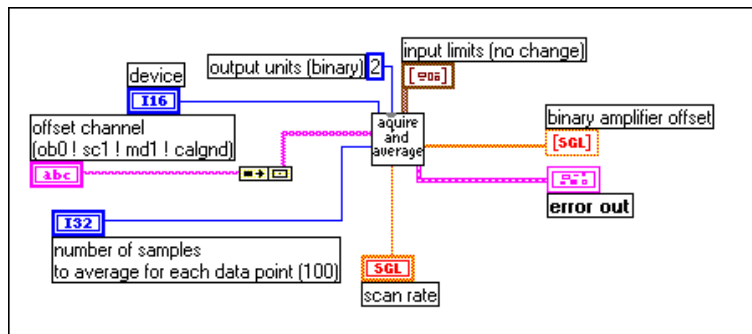 input limits (no change)
output units (binary) 2
device
I16
offset channel
(ob0 ! sc1 ! md1 ! calgnd)
abc
aquire
and
average
binary amplifier offset
[SGL]
error out
I32
number of samples
to average for each data point (100)
SGL
scan rate